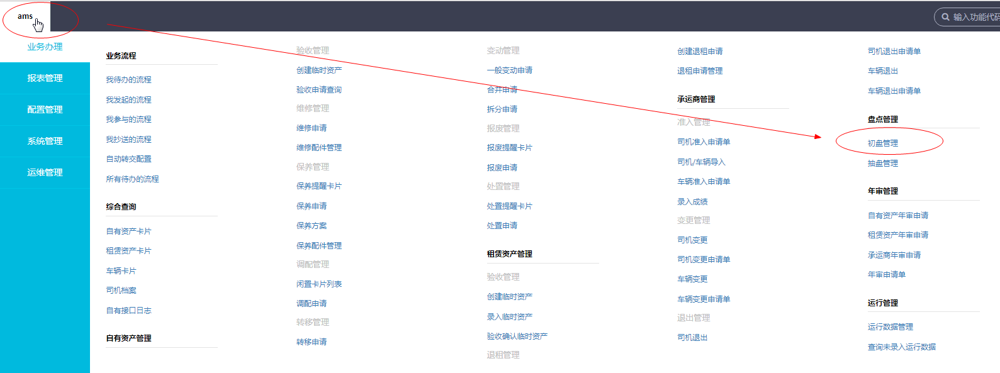 ams
输入功能代码
业务办理
报表管理
配置管理
系统管理
运维管理
业务流程
我待办的流程
我发起的流程
我参与的流程
我抄送的流程
自动转交配置
所有待办的流程
综合查询
自有资产卡片
租赁资产卡片
车辆卡片
司机档案
自有接口日志
自有资产管理
验收管理
创建临时资产
验收申请查询
维修管理
维修申请
维修配件管理
保养管理
保养提醒卡片
保养申请
保养方案
保养配件管理
调配管理
闲置卡片列表
调配申请
转移管理
转移申请
变动管理
一般变动申请
合并申请
拆分申请
报废管理
报废提醒卡片
报废申请
处置管理
处置提醒卡片
处置申请
租赁资产管理
验收管理
创建临时资产
录入临时资产
验收确认临时资产
退租管理
创建退租申请
退租申请管理
承运商管理
准入管理
司机准入申请单
司机/车辆导入
车辆准入申请单
录入成绩
变更管理
司机变更
司机变更申请单
车辆变更
车辆变更申请单
退出管理
司机退出
司机退出申请单
车辆退出
车辆退出申请单
盘点管理
初盘管理
抽盘管理
年审管理
自有资产年审申请
租赁资产年审申请
承运商年审申请
年审申请单
运行管理
运行数据管理
查询未录入运行数据